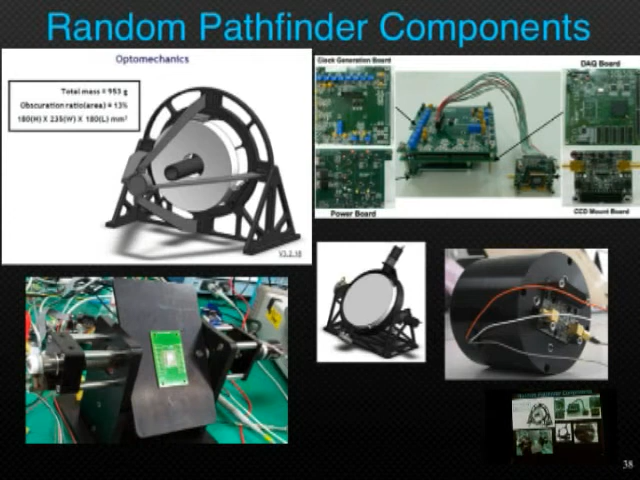 Random Pathfinder Components
Optomechanics
Total mass = 953 g
Obscuration ratio(area) = 13%
180(H) X 235(W) X 180(L) mm²
Clock Generation Board
DAQ Board
Power Board
CCD Mount Board
38